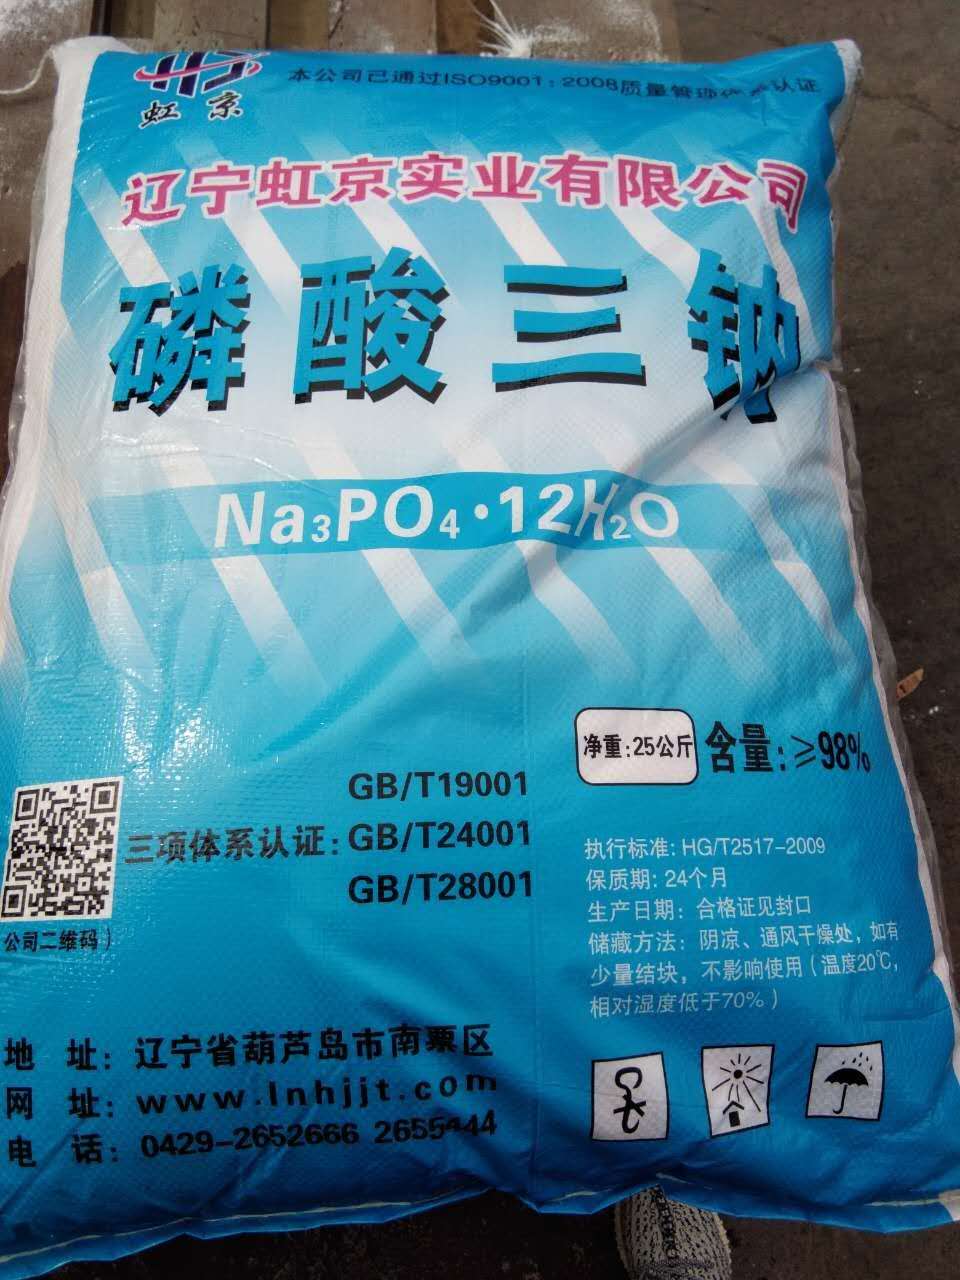 虹京
本公司已通过ISO9001:2008质量管理体系认证
辽宁虹京实业有限公司
磷酸三钠
Na₃PO₄·12H₂O
净重:25公斤
含量:≥98%
三项体系认证:
GB/T19001
GB/T24001
GB/T28001
公司二维码)
执行标准: HG/T2517-2009
保质期: 24个月
生产日期: 合格证见封口
储藏方法: 阴凉、通风干燥处, 如有
少量结块, 不影响使用 (温度20℃,
相对湿度低于70%)
地 址: 辽宁省葫芦岛市南票区
网 址: www.lnhjjt.com
电 话: 0429-2652666 2655444